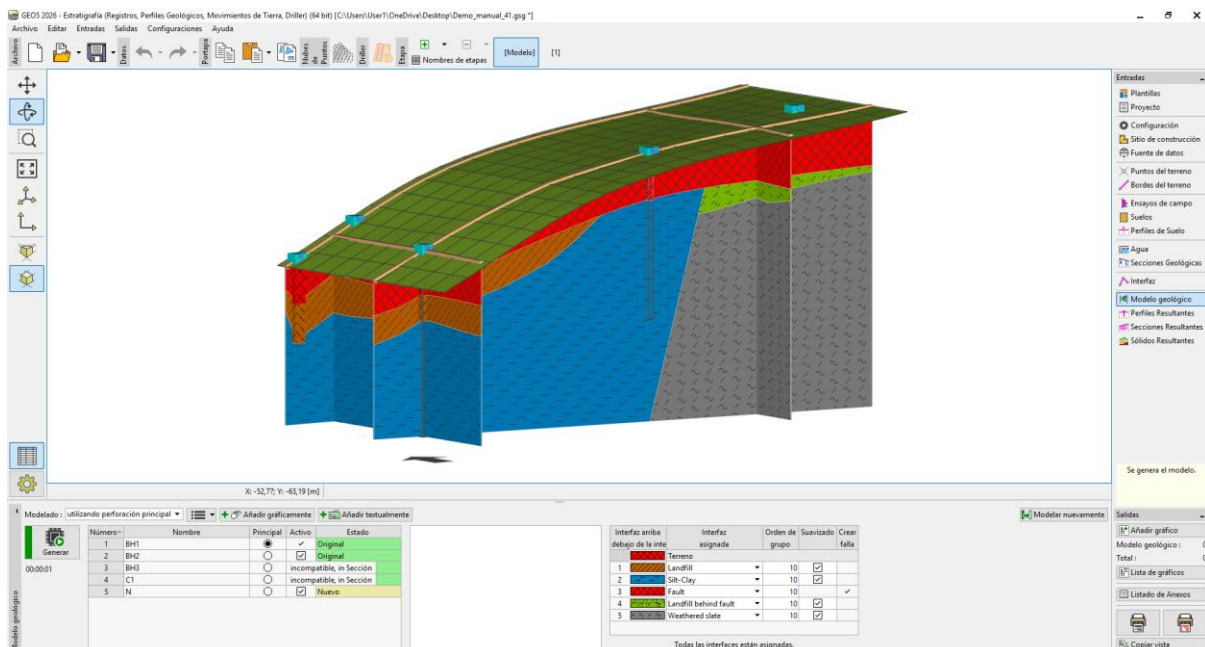 GEO5 2026 - Estratigrafía (Registros, Perfiles Geológicos, Movimientos de Tierra, Driller) (64 bit) [C:\Users\User1\OneDrive\Desktop\Demo_manual_41.gsg *]
Archivo Editar Entradas Salidas Configuraciones Ayuda
Archivo
Datos
Nubes de Puntos
Driller
Etapa
Nombres de etapas
[Modelo] [1]
Entradas
Plantillas
Proyecto
Configuración
Sitio de construcción
Fuente de datos
Puntos del terreno
Bordes del terreno
Ensayos de campo
Suelos
Perfiles de Suelo
Agua
Secciones Geológicas
Interfaz
Modelo geológico
Perfiles Resultantes
Secciones Resultantes
Sólidos Resultantes
Se genera el modelo.
X: -52,77; Y: -63,19 [m]
Modelado : utilizando perforación principal + Añadir gráficamente + Añadir textualmente
Modelar nuevamente
Generar
00:00:01
Modelo geológico
Número Nombre Principal Activo Estado
1 BH1 Original
2 BH2 Original
3 BH3 incompatible, in Sección
4 C1 incompatible, in Sección
5 N Nuevo
Interfaz arriba Interfaz Orden de Suavizado Crear
debajo de la inte asignada grupo falla
Terreno
1 Landfill 10
2 Silt-Clay 10
3 Fault 10
4 Landfill behind fault 10
5 Weathered slate 10
Todas las interfaces están asignadas.
Salidas
Añadir gráfico
Modelo geológico :
Total :
Lista de gráficos
Listado de Anexos
Copiar vista